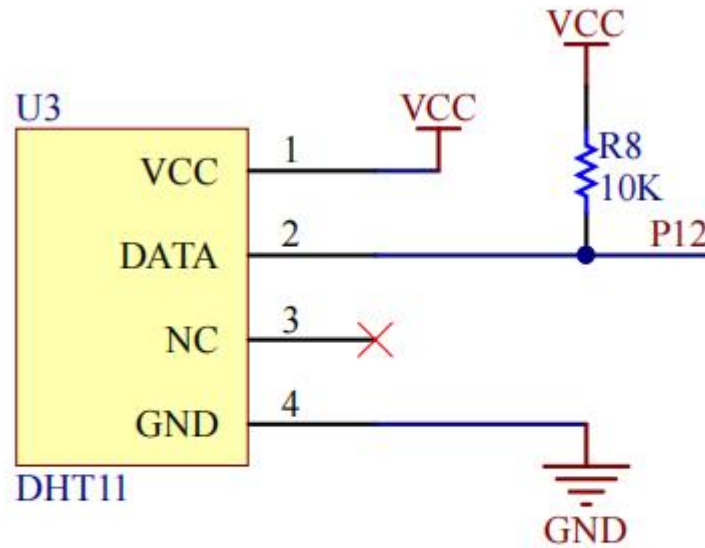 VCC
U3
VCC
VCC 1
R8
10K
DATA 2
P12
NC 3
GND 4
DHT11
GND